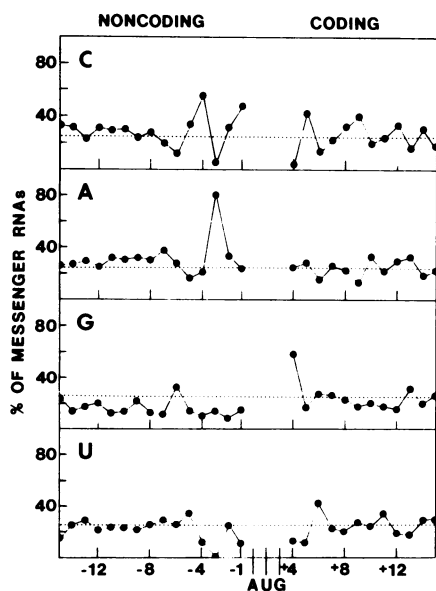 NONCODING CODING
% OF MESSENGER RNAs
C
80
40
A
80
40
G
80
40
U
80
40
-12 -8 -4 -1 +4 +8 +12
AUG